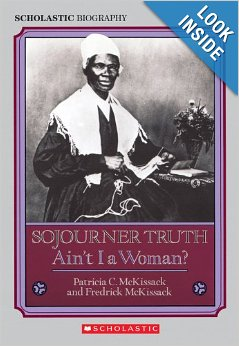 SCHOLASTIC BIOGRAPHY
LOOK
INSIDE
SOJOURNER TRUTH
Ain't I a Woman?
Patricia C. McKissack
and Fredrick McKissack
SCHOLASTIC